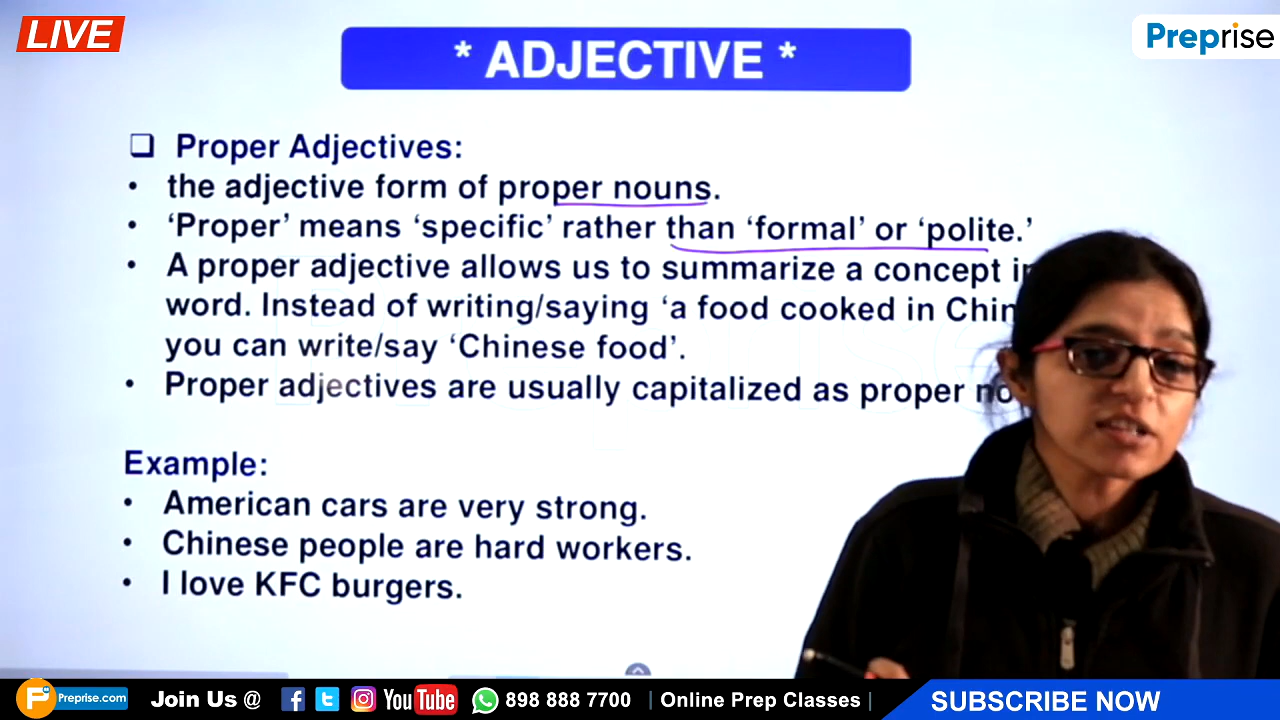 LIVE
Preprise
* ADJECTIVE *
❑ Proper Adjectives:
• the adjective form of proper nouns.
• ‘Proper’ means ‘specific’ rather than ‘formal’ or ‘polite.’
• A proper adjective allows us to summarize a concept
word. Instead of writing/saying ‘a food cooked in
you can write/say ‘Chinese food’.
• Proper adjectives are usually capitalized as proper
Example:
• American cars are very strong.
• Chinese people are hard workers.
• I love KFC burgers.
Preprise.com Join Us @ YouTube 898 888 7700 | Online Prep Classes | SUBSCRIBE NOW